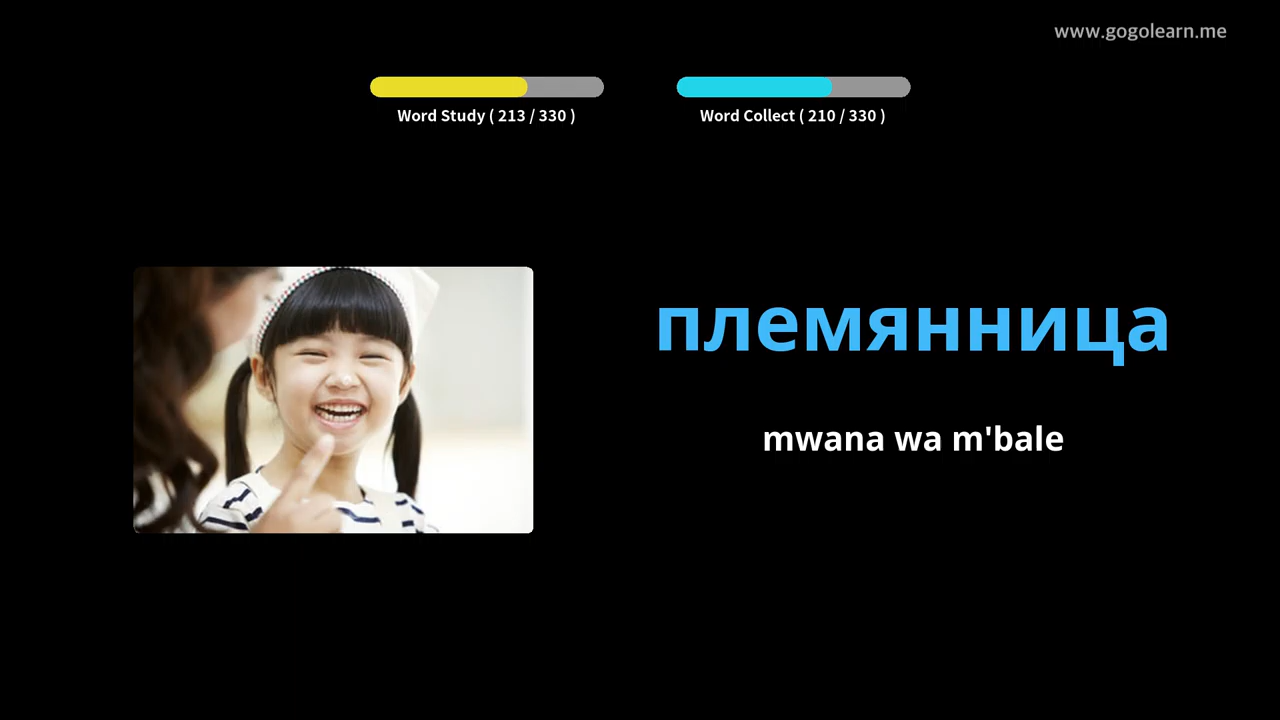 www.gogolearn.me
Word Study ( 213 / 330 )
Word Collect ( 210 / 330 )
племянница
mwana wa m'bale